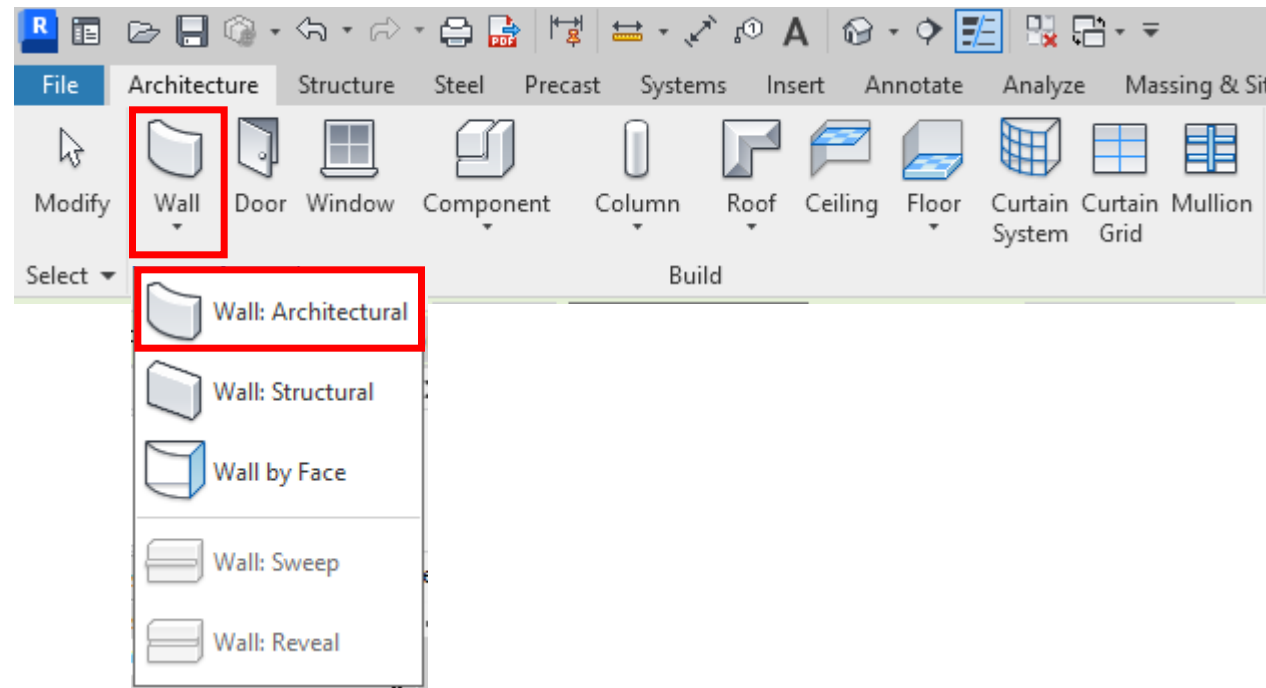 R
PDF
A
File Architecture Structure Steel Precast Systems Insert Annotate Analyze Massing &
Modify Wall Door Window Component Column Roof Ceiling Floor Curtain System Curtain Grid Mullion
Select Build
Wall: Architectural
Wall: Structural
Wall by Face
Wall: Sweep
Wall: Reveal